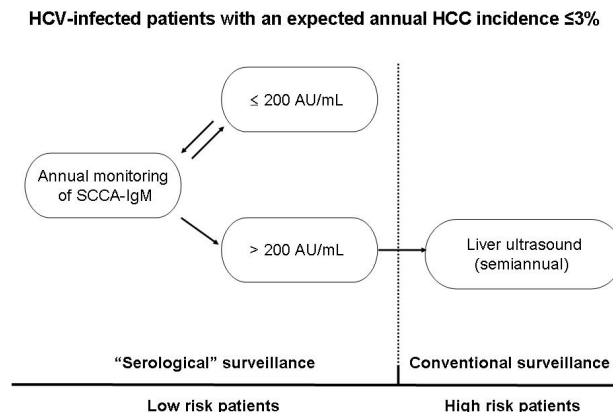 HCV-infected patients with an expected annual HCC incidence ≤3%
≤ 200 AU/mL
Annual monitoring
of SCCA-IgM
> 200 AU/mL
Liver ultrasound
(semiannual)
“Serological” surveillance
Conventional surveillance
Low risk patients
High risk patients